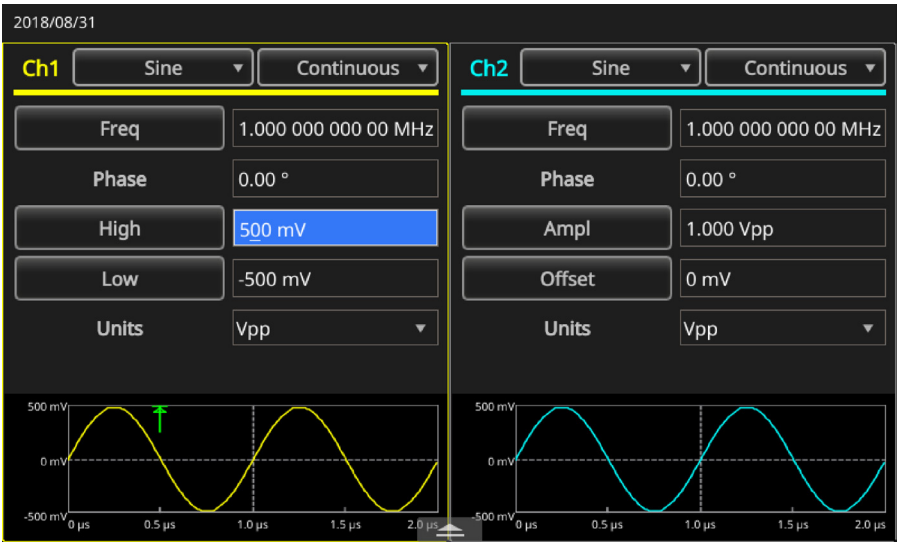 2018/08/31
Ch1 Sine Continuous
Freq 1.000 000 000 00 MHz
Phase 0.00 °
High 500 mV
Low -500 mV
Units Vpp
500 mV
0 mV
-500 mV
0 µs 0.5 µs 1.0 µs 1.5 µs 2.0 µs
Ch2 Sine Continuous
Freq 1.000 000 000 00 MHz
Phase 0.00 °
Ampl 1.000 Vpp
Offset 0 mV
Units Vpp
500 mV
0 mV
-500 mV
0 µs 0.5 µs 1.0 µs 1.5 µs 2.0 µs